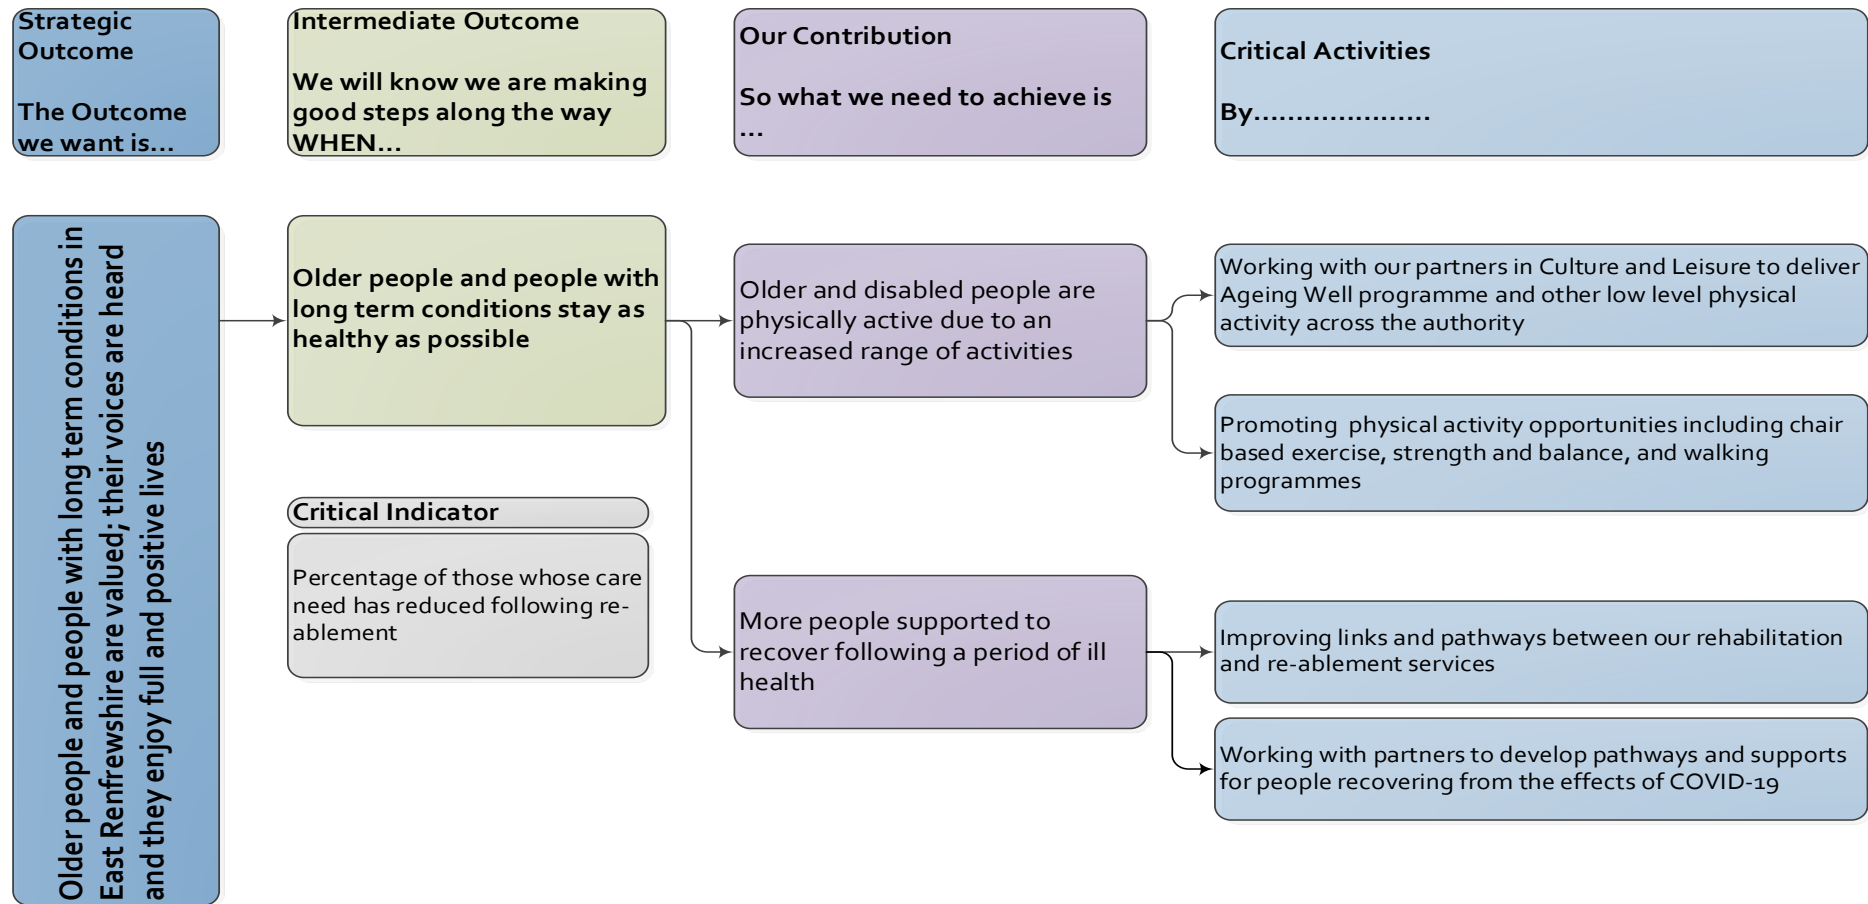 Strategic
Outcome
The Outcome
we want is...
Intermediate Outcome
We will know we are making
good steps along the way
WHEN...
Our Contribution
So what we need to achieve is
...
Critical Activities
By.....................
Older people and people with long term conditions in
East Renfrewshire are valued; their voices are heard
and they enjoy full and positive lives
Older people and people with
long term conditions stay as
healthy as possible
Critical Indicator
Percentage of those whose care
need has reduced following re-
ablement
Older and disabled people are
physically active due to an
increased range of activities
More people supported to
recover following a period of ill
health
Working with our partners in Culture and Leisure to deliver
Ageing Well programme and other low level physical
activity across the authority
Promoting physical activity opportunities including chair
based exercise, strength and balance, and walking
programmes
Improving links and pathways between our rehabilitation
and re-ablement services
Working with partners to develop pathways and supports
for people recovering from the effects of COVID-19